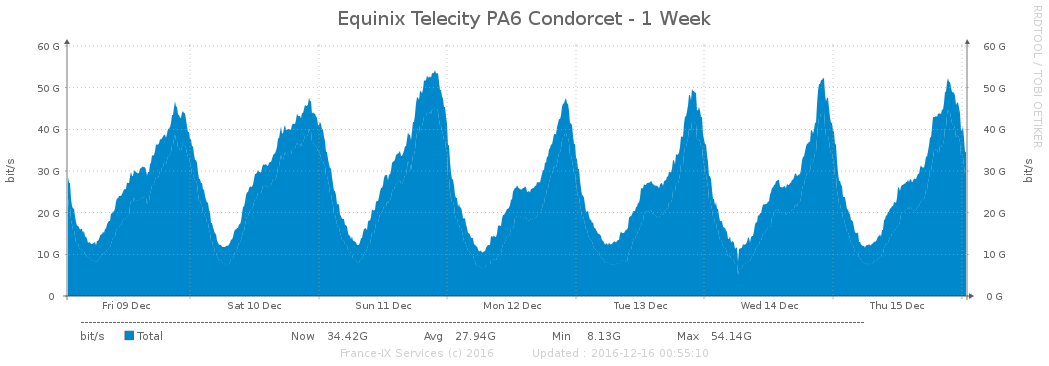 Equinix Telecity PA6 Condorcet - 1 Week
RRDTOOL / TOBI OETIKER
60 G 60 G
50 G 50 G
40 G 40 G
30 G 30 G
20 G 20 G
10 G 10 G
0 0 G
bit/s bit/s
Fri 09 Dec Sat 10 Dec Sun 11 Dec Mon 12 Dec Tue 13 Dec Wed 14 Dec Thu 15 Dec
bit/s Total Now 34.42G Avg 27.94G Min 8.13G Max 54.14G
France-IX Services (c) 2016 Updated : 2016-12-16 00:55:10